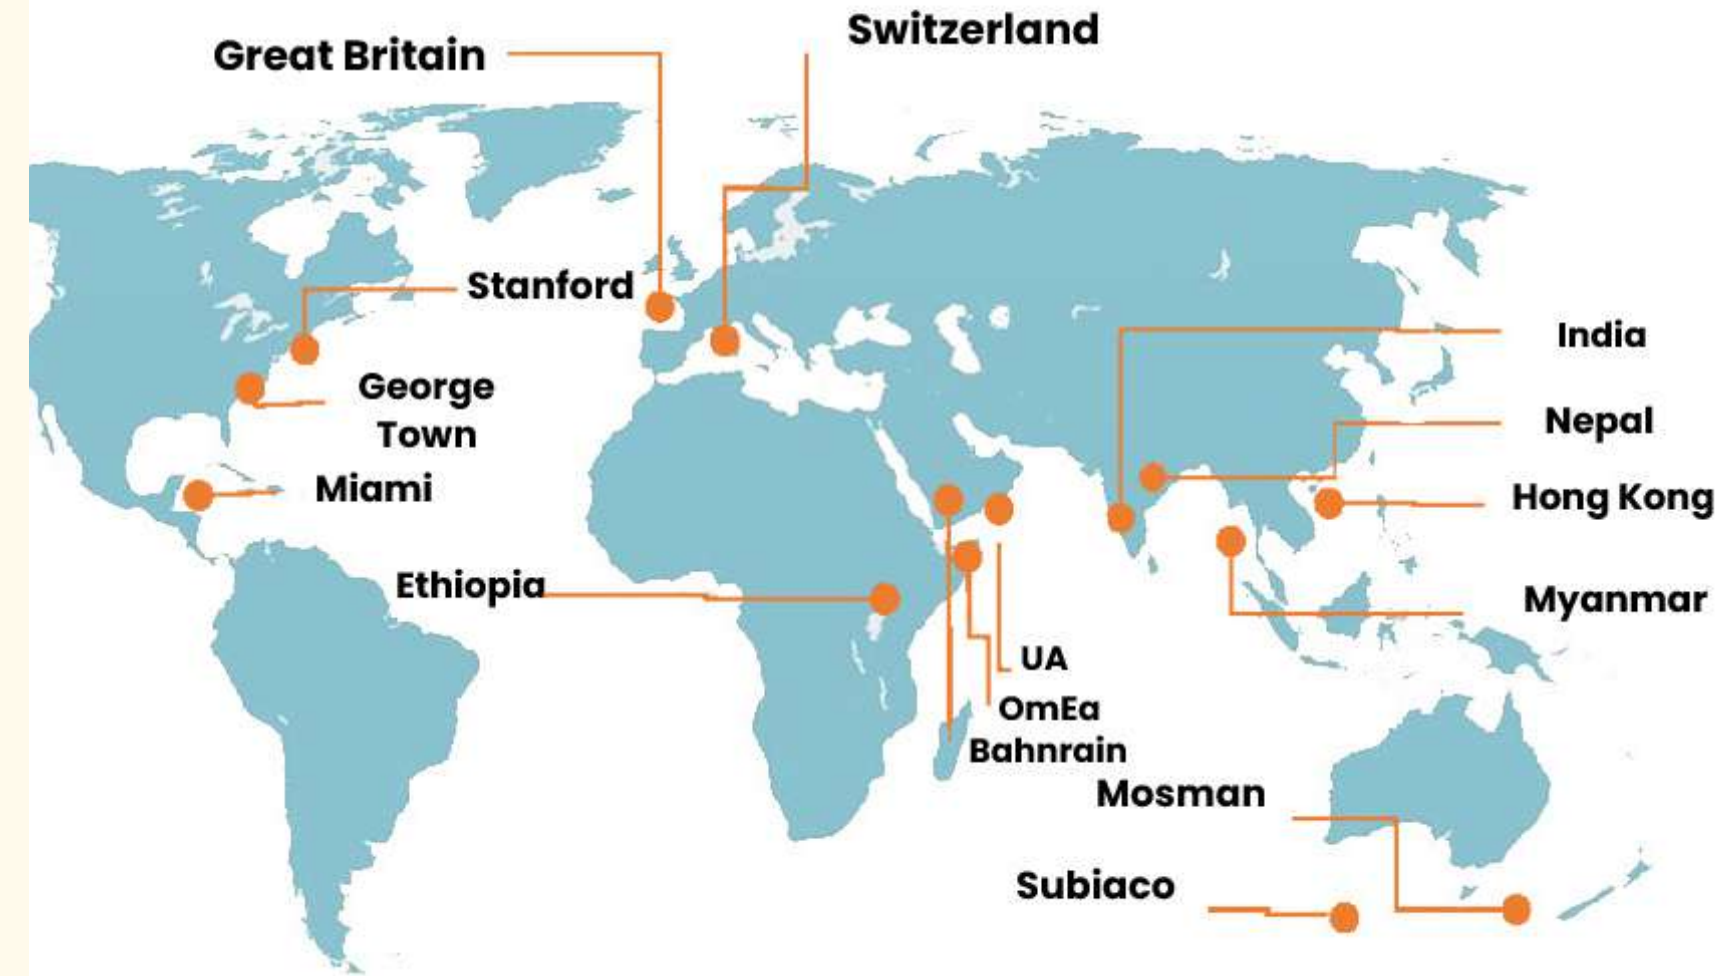 Switzerland
Great Britain
Stanford
India
George
Town
Nepal
Miami
Hong Kong
Ethiopia
Myanmar
UA
OmEa
Bahnrain
Mosman
Subiaco